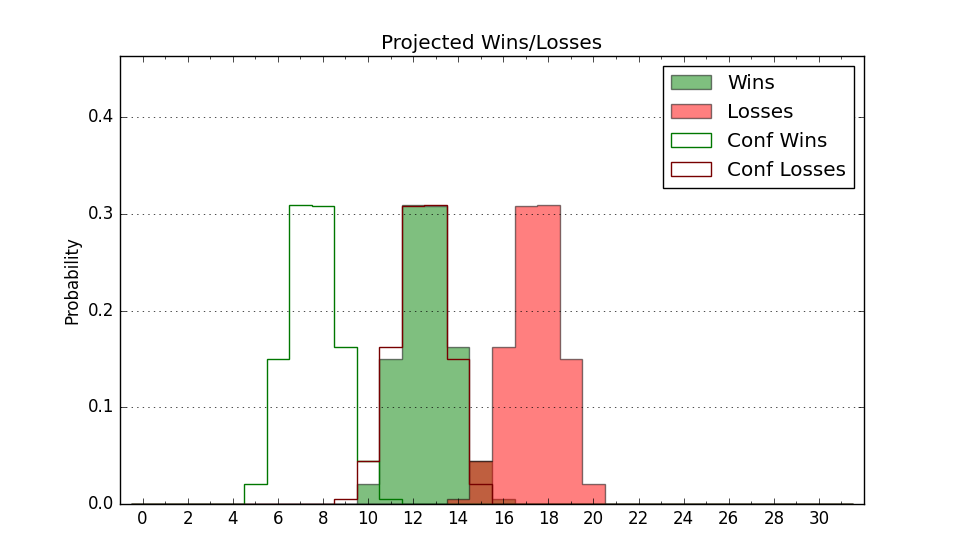 Projected Wins/Losses
Wins
Losses
Conf Wins
Conf Losses
Probability
0.4
0.3
0.2
0.1
0.0
0 2 4 6 8 10 12 14 16 18 20 22 24 26 28 30